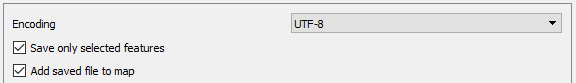 Encoding UTF-8
Save only selected features
Add saved file to map